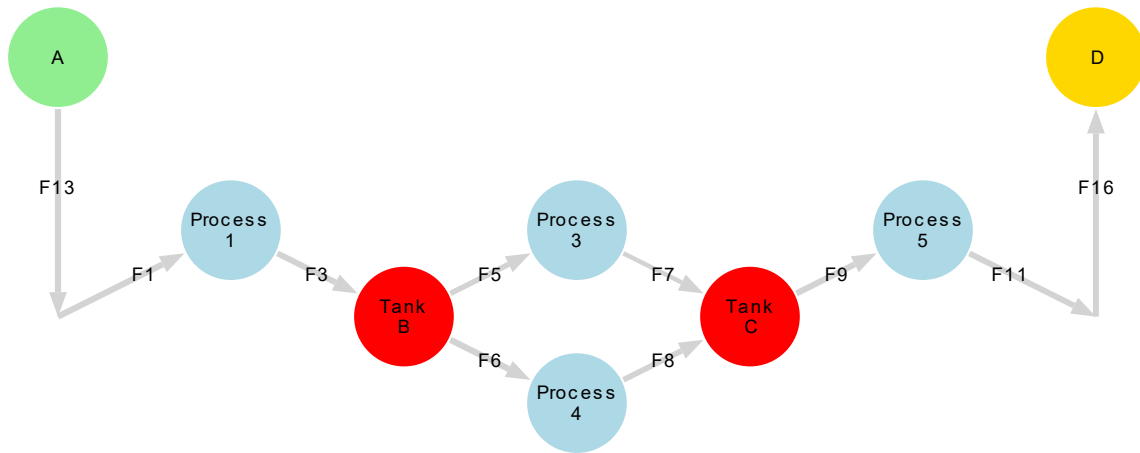 A
D
F13
F16
Process
1
Process
3
Process
5
F1
F3
F5
F7
F9
F11
Tank
B
Tank
C
F6
F8
Process
4